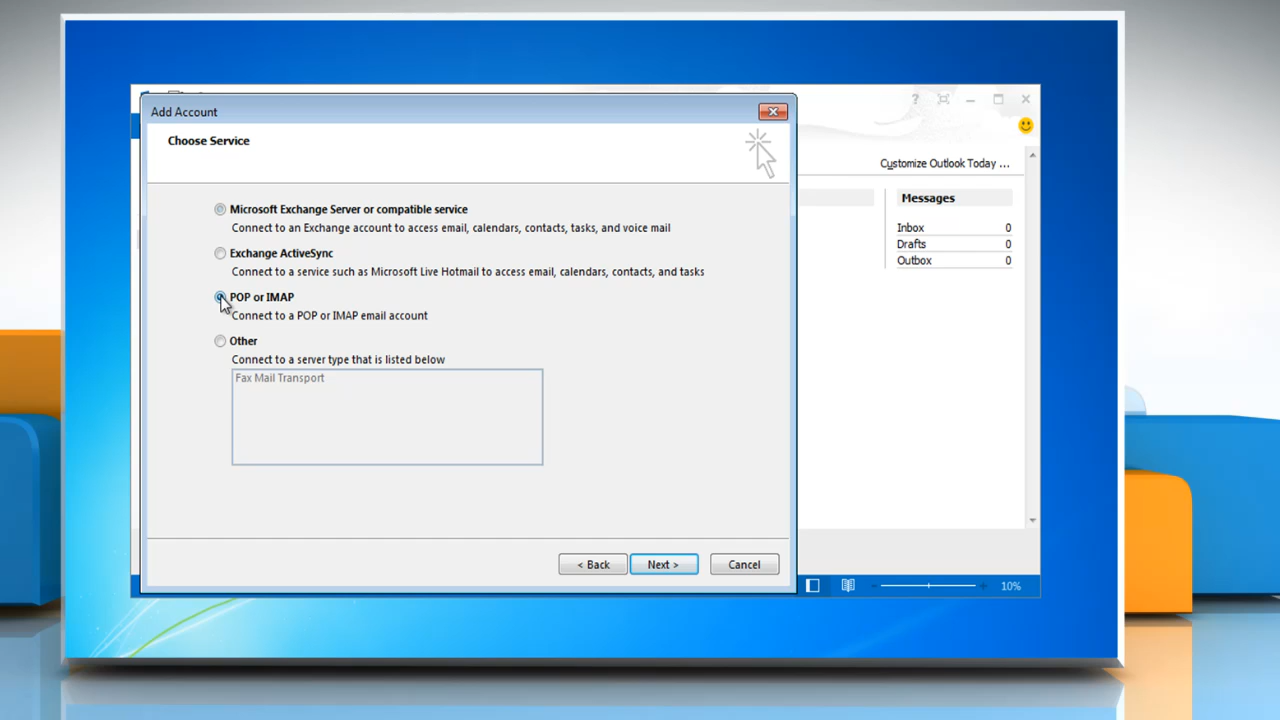 Add Account
?
Choose Service
Customize Outlook Today ...
Microsoft Exchange Server or compatible service
Connect to an Exchange account to access email, calendars, contacts, tasks, and voice mail
Exchange ActiveSync
Connect to a service such as Microsoft Live Hotmail to access email, calendars, contacts, and tasks
POP or IMAP
Connect to a POP or IMAP email account
Other
Connect to a server type that is listed below
Fax Mail Transport
Messages
Inbox 0
Drafts 0
Outbox 0
< Back
Next >
Cancel
10%